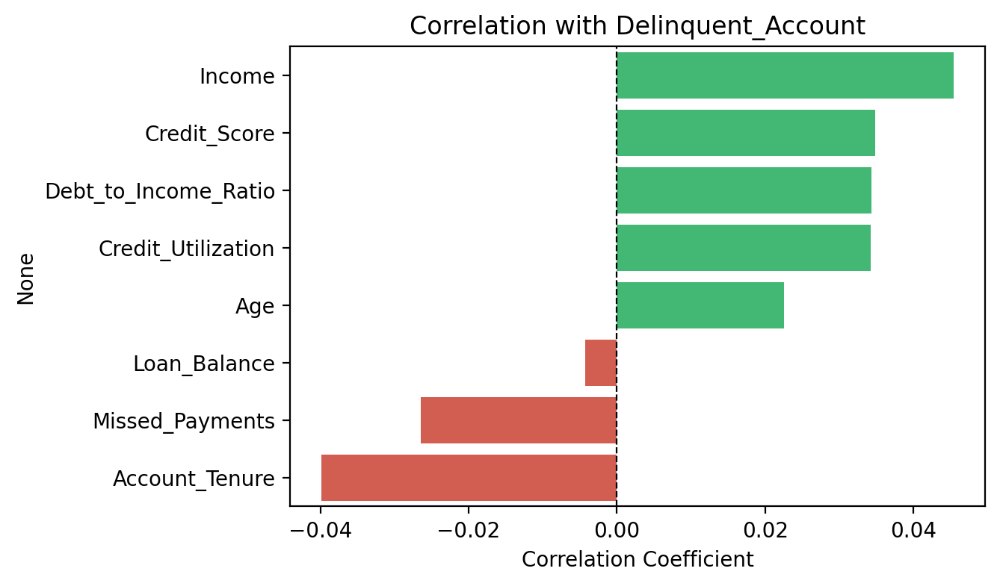 Correlation with Delinquent_Account
Income
Credit_Score
Debt_to_Income_Ratio
Credit_Utilization
Age
Loan_Balance
Missed_Payments
Account_Tenure
None
−0.04 −0.02 0.00 0.02 0.04
Correlation Coefficient